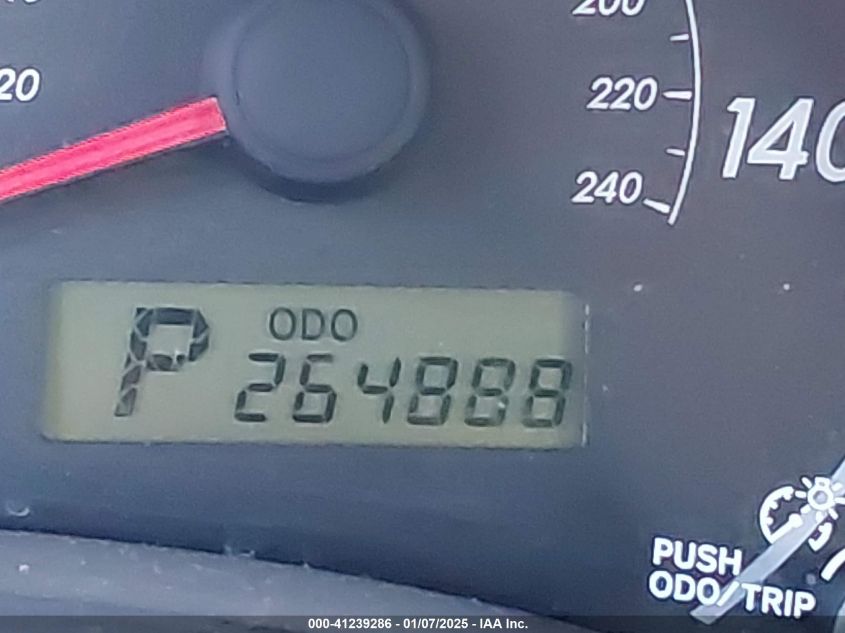 200
20
220
140
240
ODO
P 264888
PUSH
ODO/TRIP
000-41239286 - 01/07/2025 - IAA Inc.